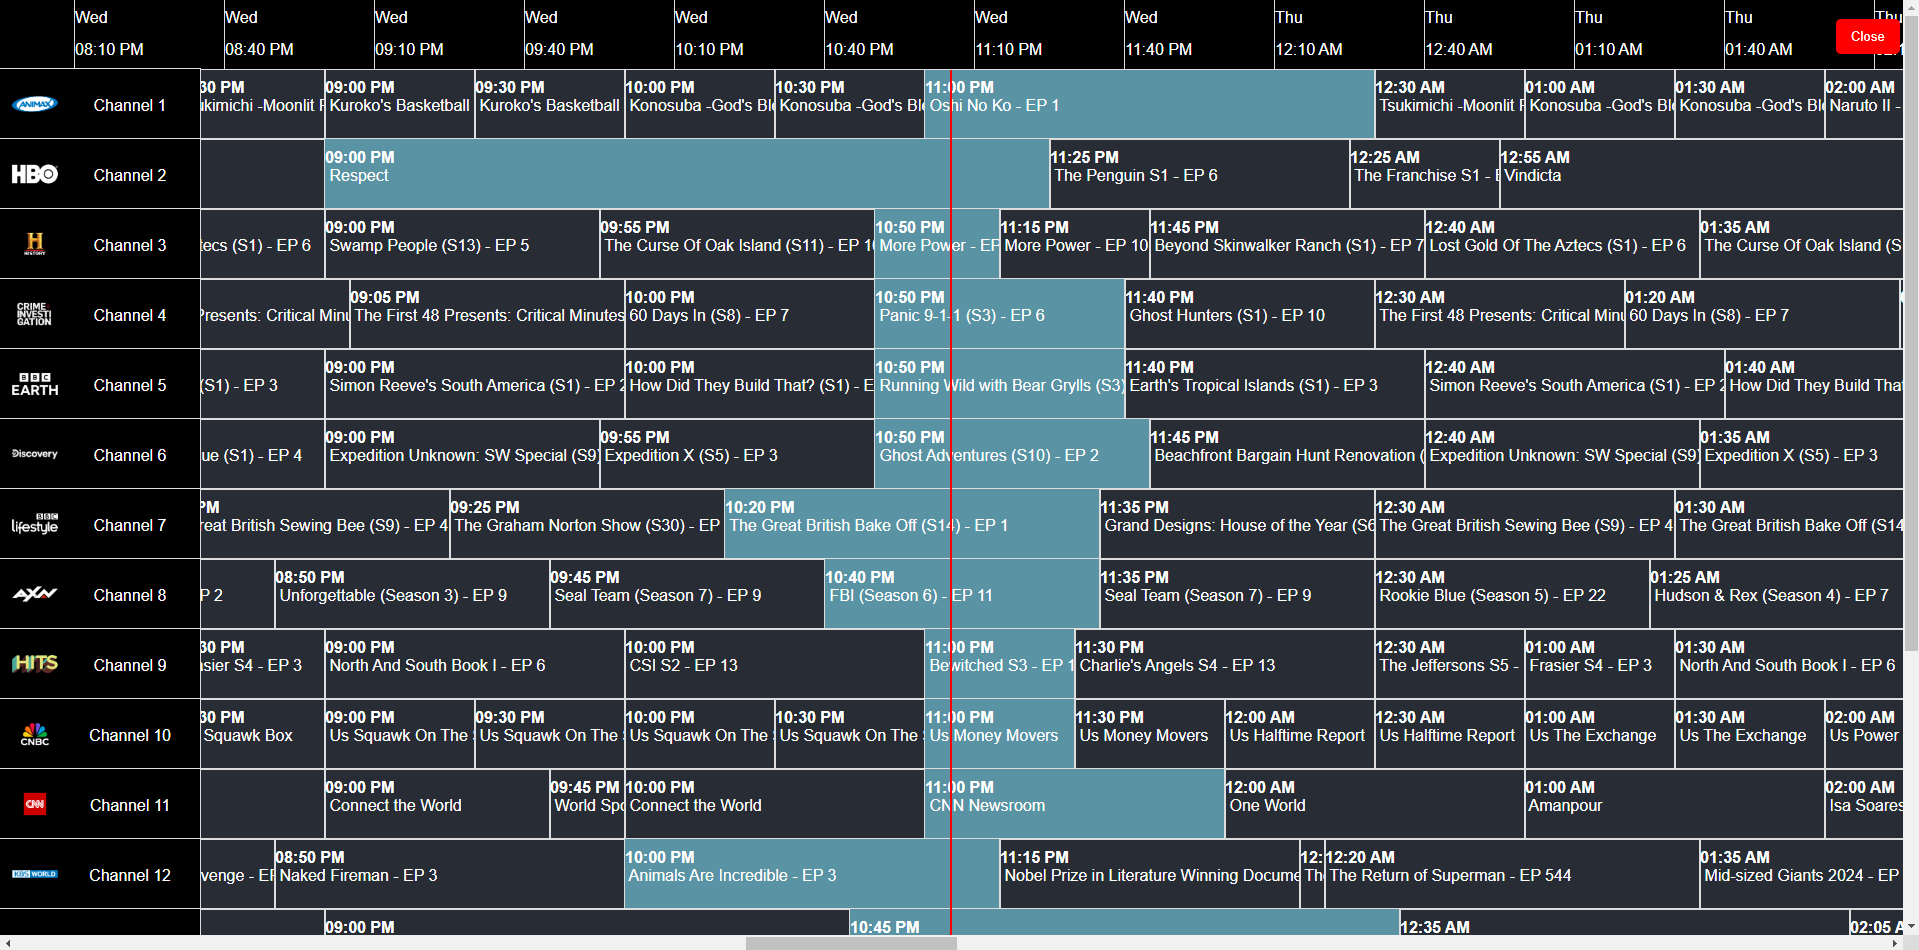 Wed Wed Wed Wed Wed Wed Wed Wed Thu Thu Thu Thu Thu
08:10 PM 08:40 PM 09:10 PM 09:40 PM 10:10 PM 10:40 PM 11:10 PM 11:40 PM 12:10 AM 12:40 AM 01:10 AM 01:40 AM
Close
ANIMAX Channel 1
30 PM 09:00 PM 09:30 PM 10:00 PM 10:30 PM 11:00 PM 12:30 AM 01:00 AM 01:30 AM 02:00 AM
ukimichi -Moonlit F Kuroko's Basketball Kuroko's Basketball Konosuba -God's Ble Konosuba -God's Ble Oshi No Ko - EP 1 Tsukimichi -Moonlit F Konosuba -God's Ble Konosuba -God's Ble Naruto II -
HBO Channel 2
09:00 PM 11:25 PM 12:25 AM 12:55 AM
Respect The Penguin S1 - EP 6 The Franchise S1 - E Vindicta
H HISTORY Channel 3
09:00 PM 09:55 PM 10:50 PM 11:15 PM 11:45 PM 12:40 AM 01:35 AM
tecs (S1) - EP 6 Swamp People (S13) - EP 5 The Curse Of Oak Island (S11) - EP 10 More Power - EP More Power - EP 10 Beyond Skinwalker Ranch (S1) - EP 7 Lost Gold Of The Aztecs (S1) - EP 6 The Curse Of Oak Island (S
CRIME INVESTIGATION Channel 4
09:05 PM 10:00 PM 10:50 PM 11:40 PM 12:30 AM 01:20 AM
Presents: Critical Minu The First 48 Presents: Critical Minutes 60 Days In (S8) - EP 7 Panic 9-1-1 (S3) - EP 6 Ghost Hunters (S1) - EP 10 The First 48 Presents: Critical Minu 60 Days In (S8) - EP 7
BBC EARTH Channel 5
09:00 PM 10:00 PM 10:50 PM 11:40 PM 12:40 AM 01:40 AM
(S1) - EP 3 Simon Reeve's South America (S1) - EP 2 How Did They Build That? (S1) - E Running Wild with Bear Grylls (S3) Earth's Tropical Islands (S1) - EP 3 Simon Reeve's South America (S1) - EP 2 How Did They Build That
Discovery Channel 6
09:00 PM 09:55 PM 10:50 PM 11:45 PM 12:40 AM 01:35 AM
ue (S1) - EP 4 Expedition Unknown: SW Special (S9) Expedition X (S5) - EP 3 Ghost Adventures (S10) - EP 2 Beachfront Bargain Hunt Renovation ( Expedition Unknown: SW Special (S9) Expedition X (S5) - EP 3
BBC lifestyle Channel 7
PM 09:25 PM 10:20 PM 11:35 PM 12:30 AM 01:30 AM
reat British Sewing Bee (S9) - EP 4 The Graham Norton Show (S30) - EP The Great British Bake Off (S14) - EP 1 Grand Designs: House of the Year (S6 The Great British Sewing Bee (S9) - EP 4 The Great British Bake Off (S14
AXN Channel 8
08:50 PM 09:45 PM 10:40 PM 11:35 PM 12:30 AM 01:25 AM
P 2 Unforgettable (Season 3) - EP 9 Seal Team (Season 7) - EP 9 FBI (Season 6) - EP 11 Seal Team (Season 7) - EP 9 Rookie Blue (Season 5) - EP 22 Hudson & Rex (Season 4) - EP 7
HITS Channel 9
30 PM 09:00 PM 10:00 PM 11:00 PM 11:30 PM 12:30 AM 01:00 AM 01:30 AM
asier S4 - EP 3 North And South Book I - EP 6 CSI S2 - EP 13 Bewitched S3 - EP 1 Charlie's Angels S4 - EP 13 The Jeffersons S5 - Frasier S4 - EP 3 North And South Book I - EP 6
CNBC Channel 10
30 PM 09:00 PM 09:30 PM 10:00 PM 10:30 PM 11:00 PM 11:30 PM 12:00 AM 12:30 AM 01:00 AM 01:30 AM 02:00 AM
Squawk Box Us Squawk On The Us Squawk On The Us Squawk On The Us Squawk On The Us Money Movers Us Money Movers Us Halftime Report Us Halftime Report Us The Exchange Us The Exchange Us Power
CNN Channel 11
09:00 PM 09:45 PM 10:00 PM 11:00 PM 12:00 AM 01:00 AM 02:00 AM
Connect the World World Spo Connect the World CNN Newsroom One World Amanpour Isa Soares
KBS WORLD Channel 12
08:50 PM 10:00 PM 11:15 PM 12: 12:20 AM 01:35 AM
venge - EF Naked Fireman - EP 3 Animals Are Incredible - EP 3 Nobel Prize in Literature Winning Docume The The Return of Superman - EP 544 Mid-sized Giants 2024 - EP
09:00 PM 10:45 PM 12:35 AM 02:05 A